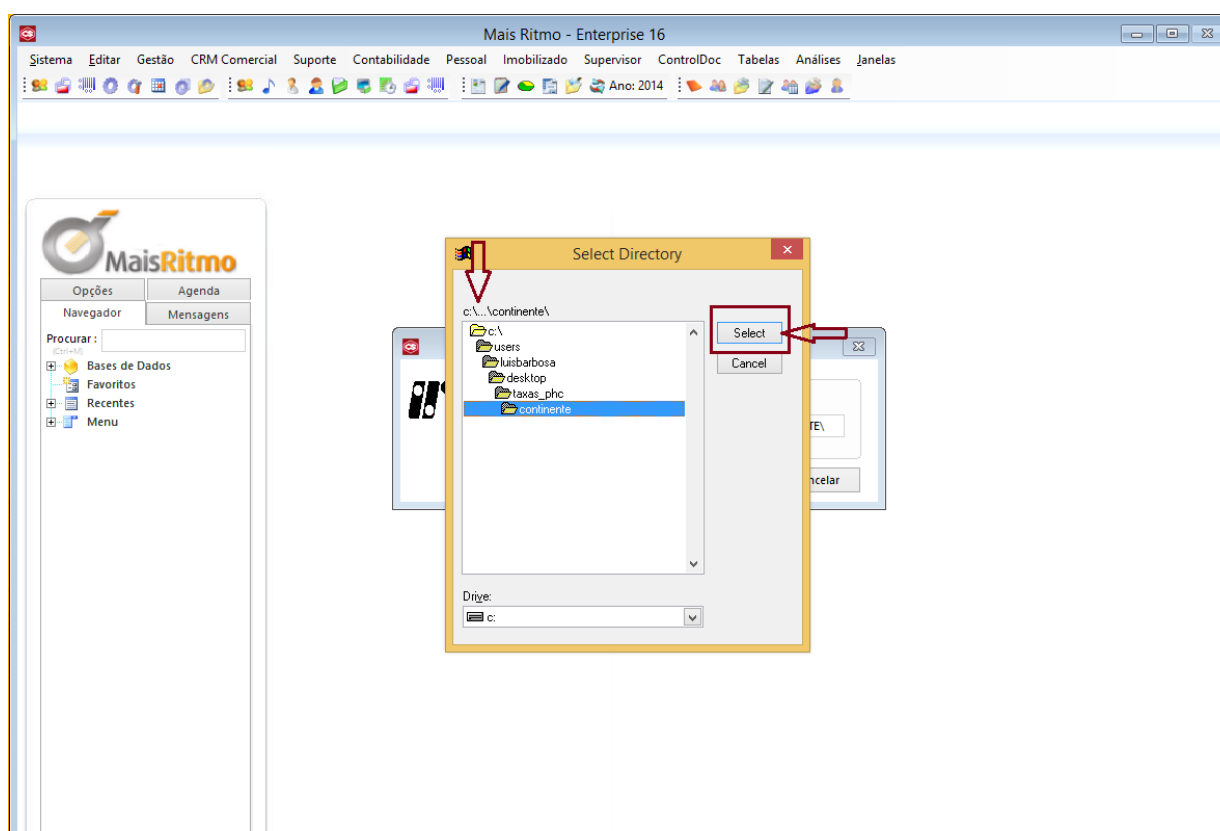 Mais Ritmo - Enterprise 16
Sistema Editar Gestão CRM Comercial Suporte Contabilidade Pessoal Imobilizado Supervisor ControlDoc Tabelas Análises Janelas
Ano: 2014
MaisRitmo
Opções Agenda
Navegador Mensagens
Procurar :
(Ctrl+M)
Bases de Dados
Favoritos
Recentes
Menu
Select Directory
c:\...\continente\
c:\
users
luisbarbosa
desktop
taxas_phc
continente
Select
Cancel
Drive:
c:
TE\
ncelar